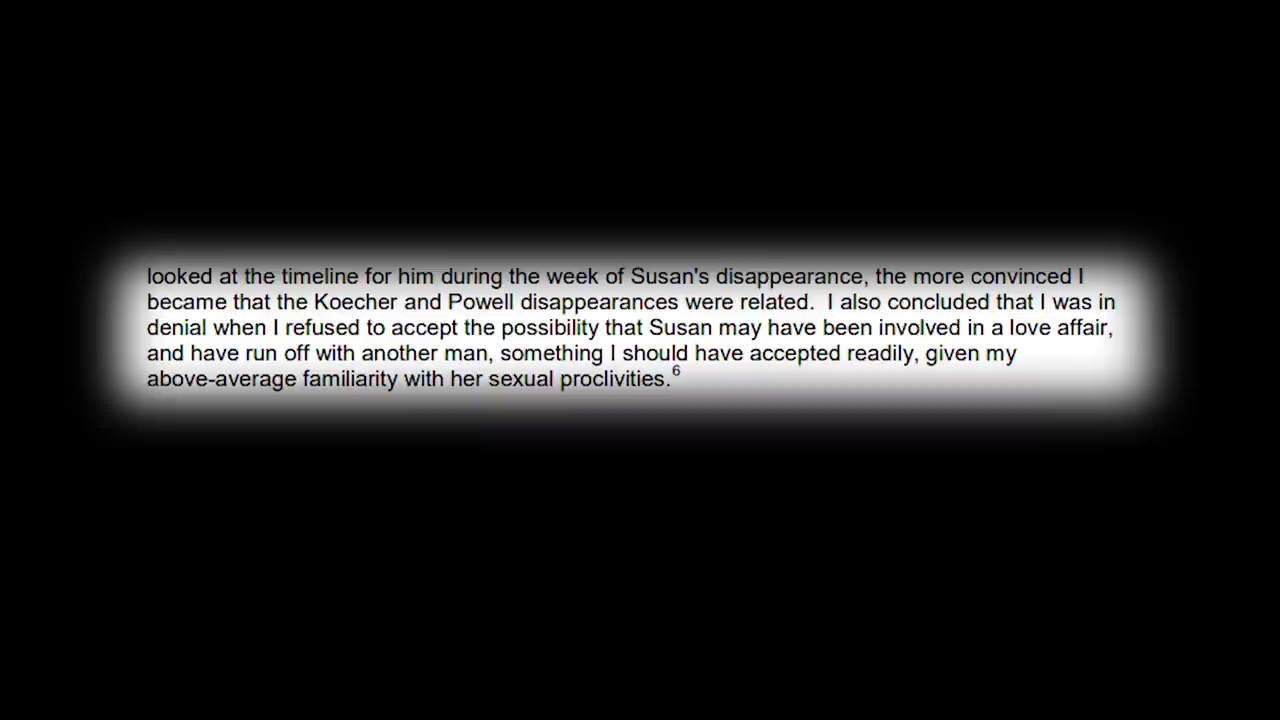 looked at the timeline for him during the week of Susan's disappearance, the more convinced I
became that the Koecher and Powell disappearances were related.  I also concluded that I was in
denial when I refused to accept the possibility that Susan may have been involved in a love affair,
and have run off with another man, something I should have accepted readily, given my
above-average familiarity with her sexual proclivities.6